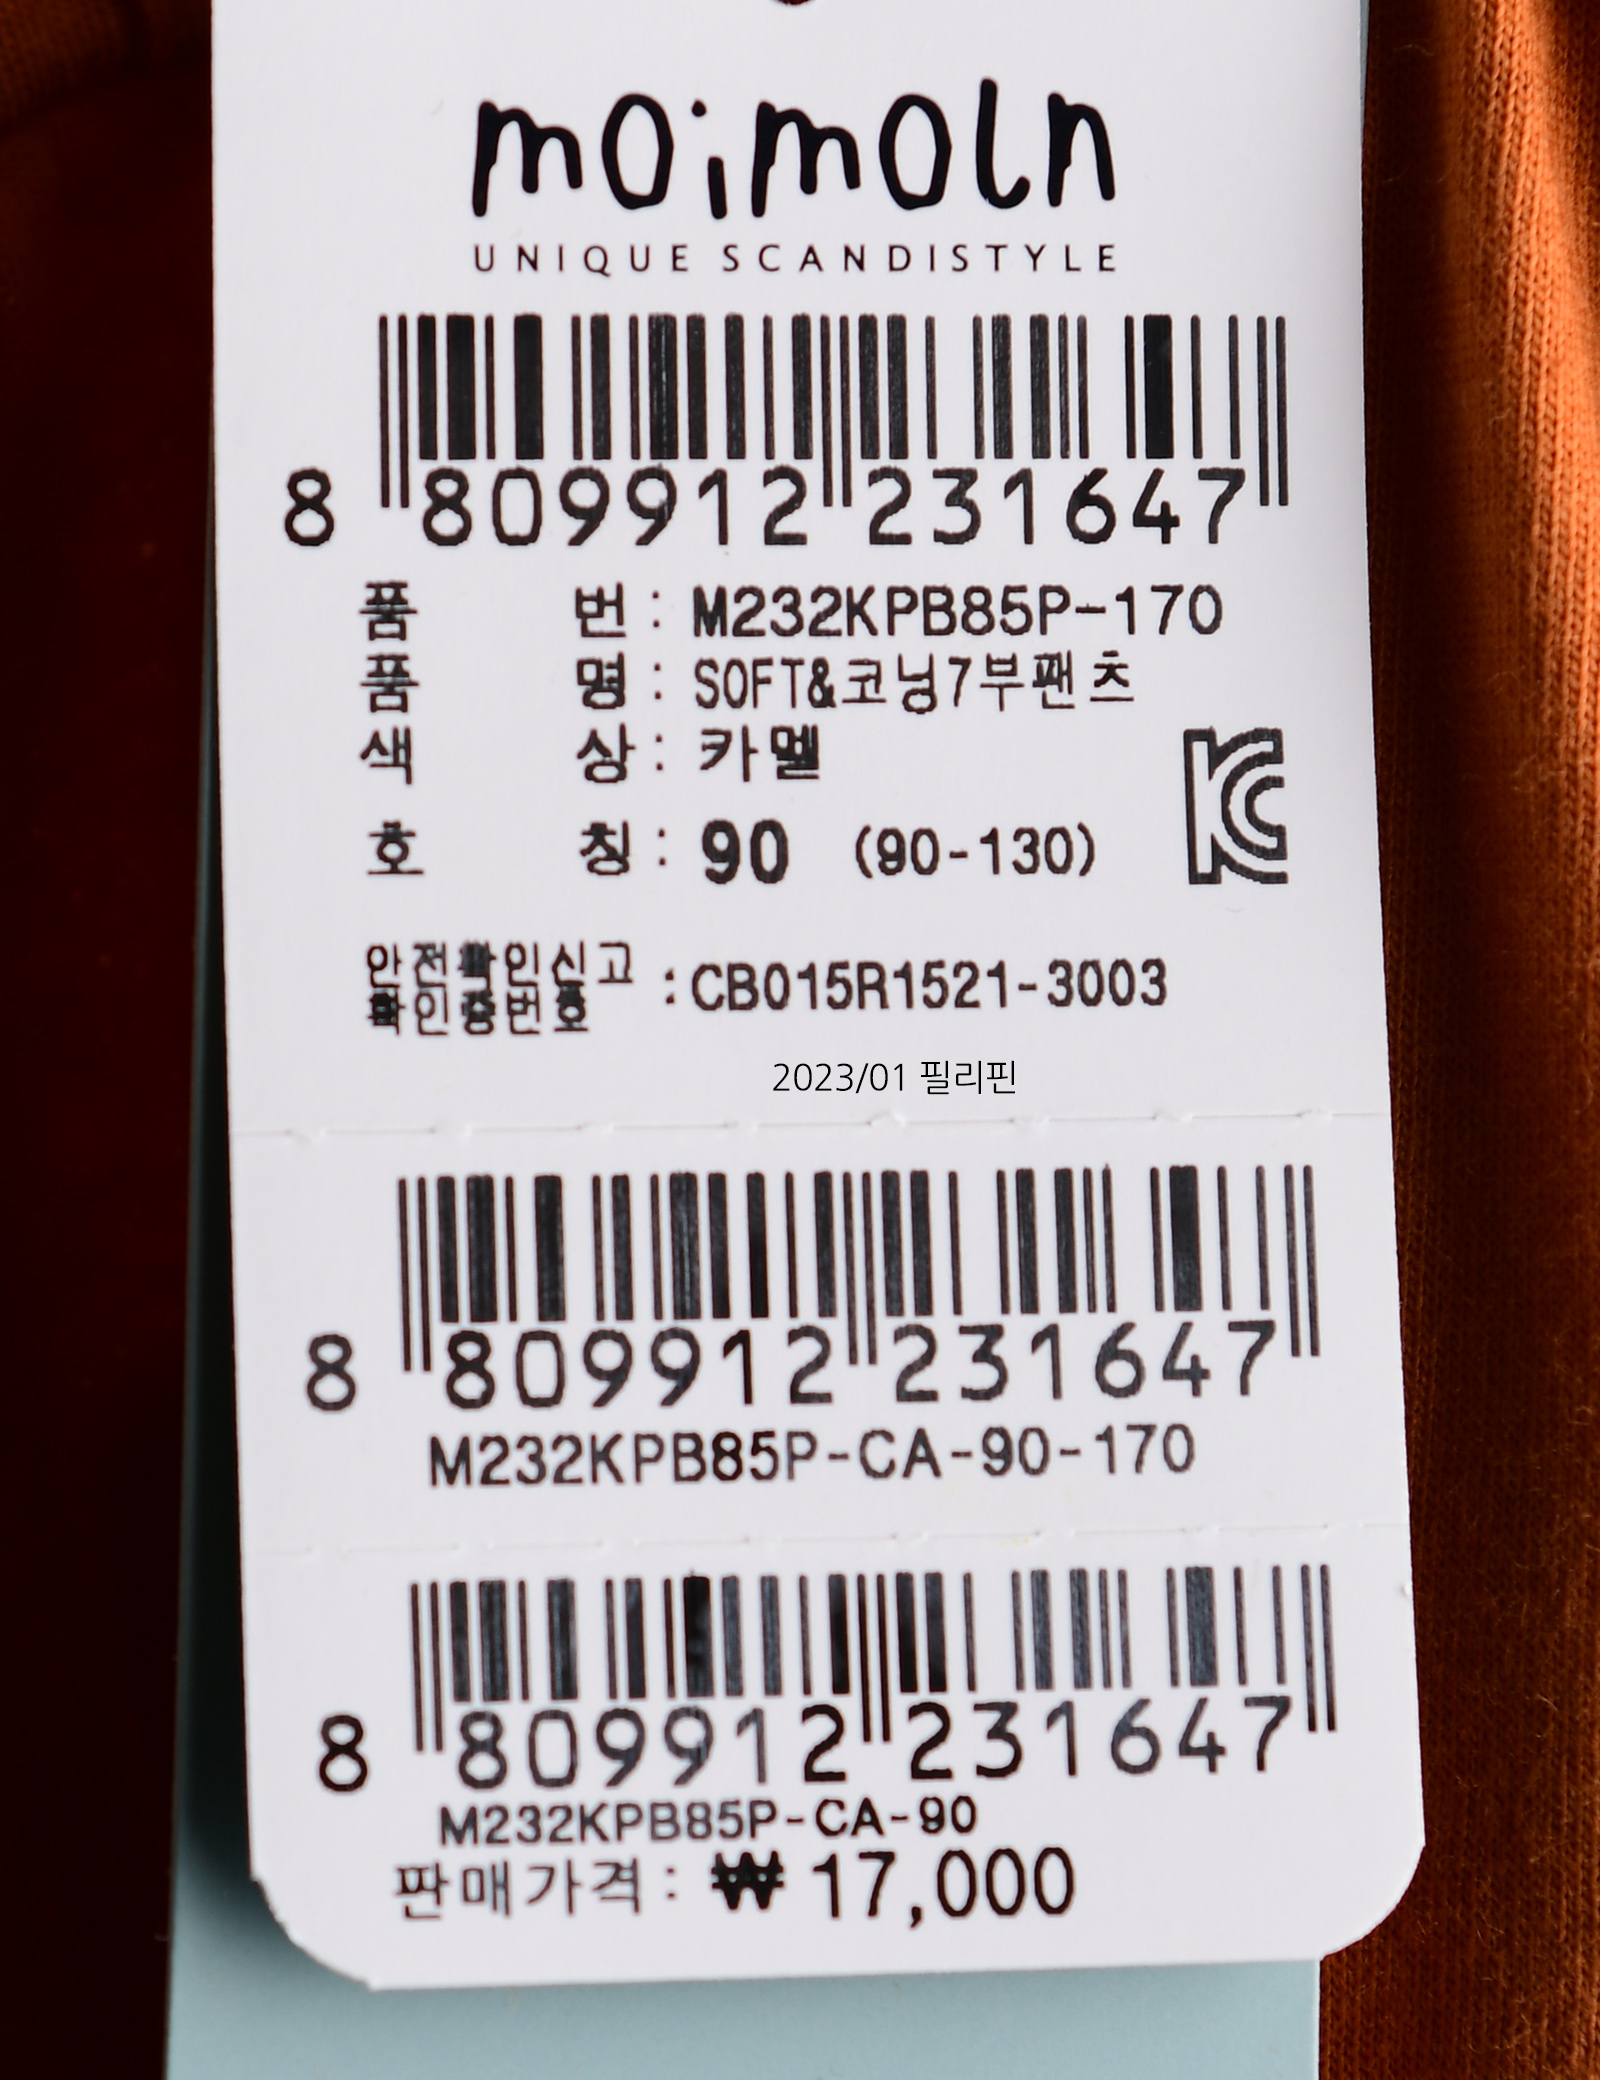 moimoln
UNIQUE SCANDISTYLE
8 809912 231647
품 번 : M232KPB85P-170
품 명 : SOFT&코닝7부팬츠
색 상 : 카멜
호 칭 : 90 (90-130)
안전확인신고
확인증번호 : CB015R1521-3003
2023/01 필리핀
8 809912 231647
M232KPB85P-CA-90-170
8 809912 231647
M232KPB85P-CA-90
판매가격 : ₩ 17,000